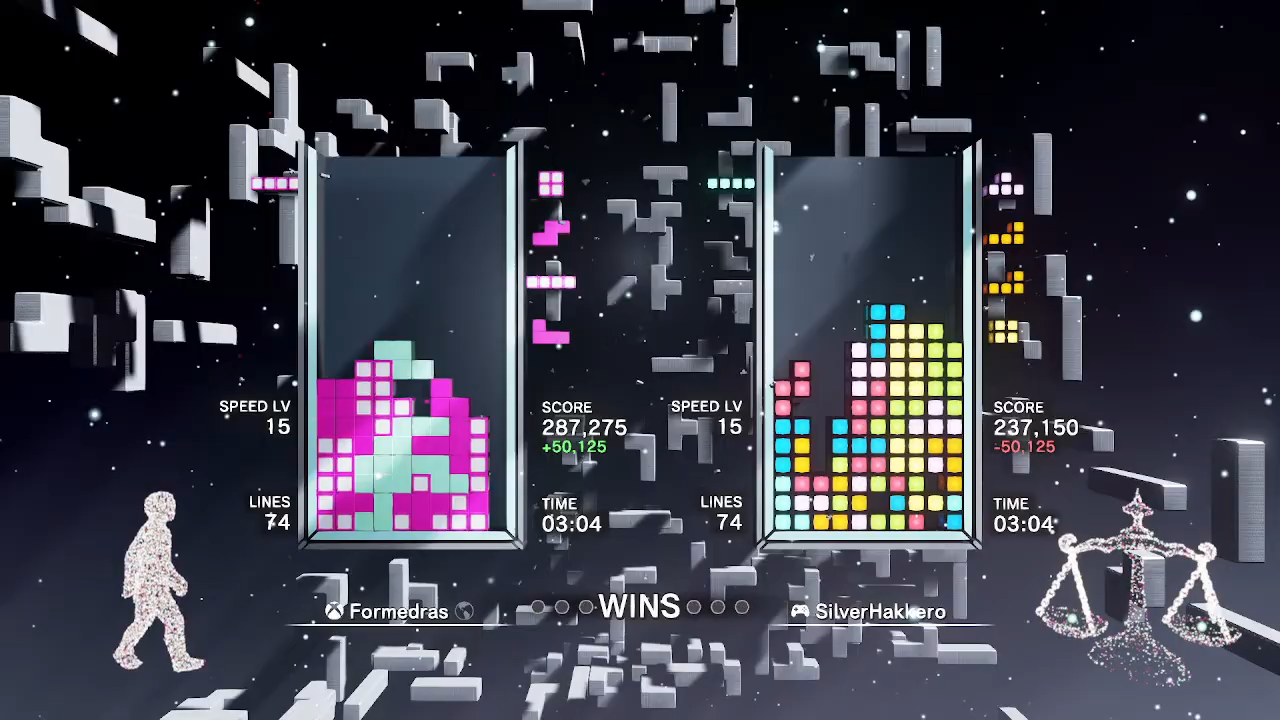 SPEED LV
15
LINES
74
SCORE
287,275
+50,125
TIME
03:04
SPEED LV
15
LINES
74
SCORE
237,150
-50,125
TIME
03:04
Formedras
WINS
SilverHakkero